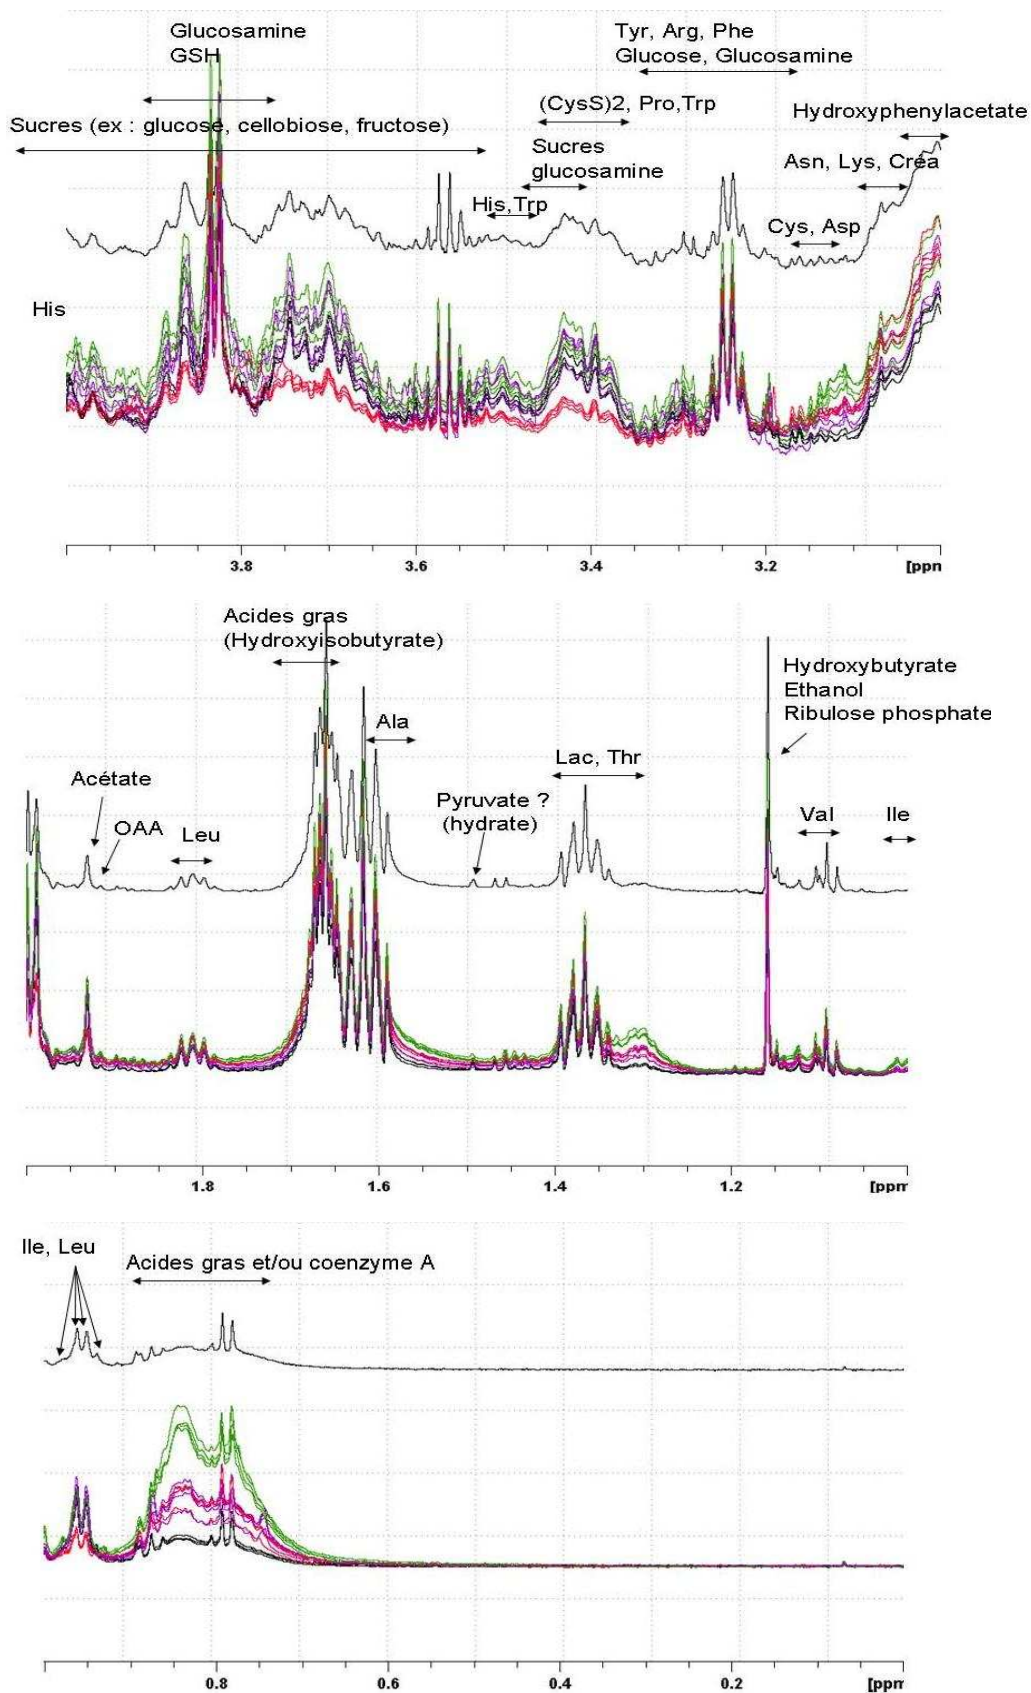 Glucosamine
GSH
Tyr, Arg, Phe
Glucose, Glucosamine
(CysS)2, Pro,Trp
Hydroxyphenylacetate
Sucres (ex : glucose, cellobiose, fructose)
Sucres
glucosamine
Asn, Lys, Créa
His,Trp
Cys, Asp
His
3.8
3.6
3.4
3.2
[ppn
Acides gras
(Hydroxyisobutyrate)
Hydroxybutyrate
Ethanol
Ribulose phosphate
Ala
Lac, Thr
Acétate
Pyruvate ?
(hydrate)
OAA
Leu
Val
Ile
1.8
1.6
1.4
1.2
[ppm
Ile, Leu
Acides gras et/ou coenzyme A
0.8
0.6
0.4
0.2
[ppm